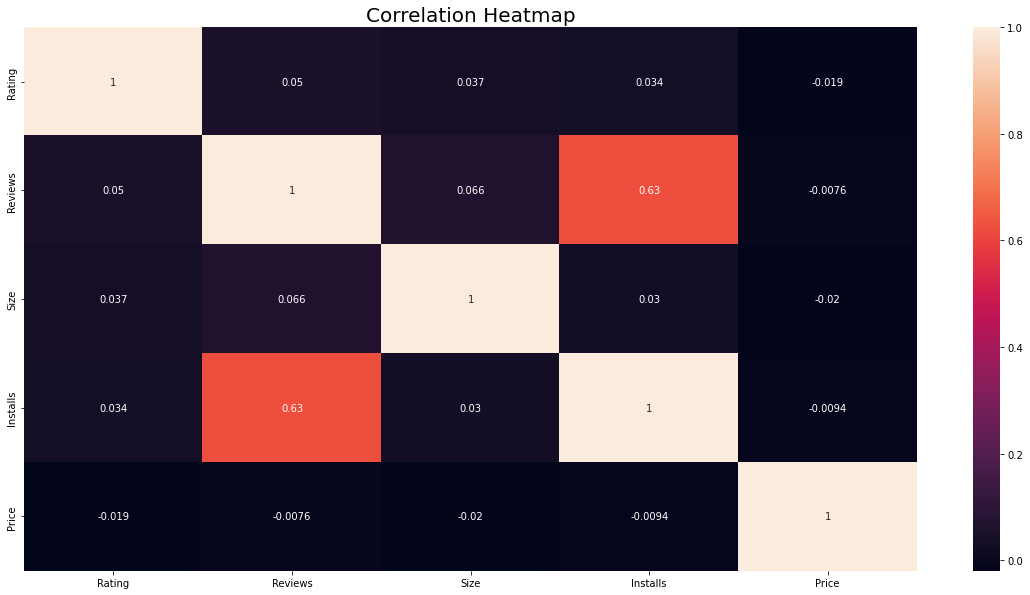 Correlation Heatmap
Rating 1 0.05 0.037 0.034 -0.019
Reviews 0.05 1 0.066 0.63 -0.0076
Size 0.037 0.066 1 0.03 -0.02
Installs 0.034 0.63 0.03 1 -0.0094
Price -0.019 -0.0076 -0.02 -0.0094 1
Rating Reviews Size Installs Price
1.0
0.8
0.6
0.4
0.2
0.0